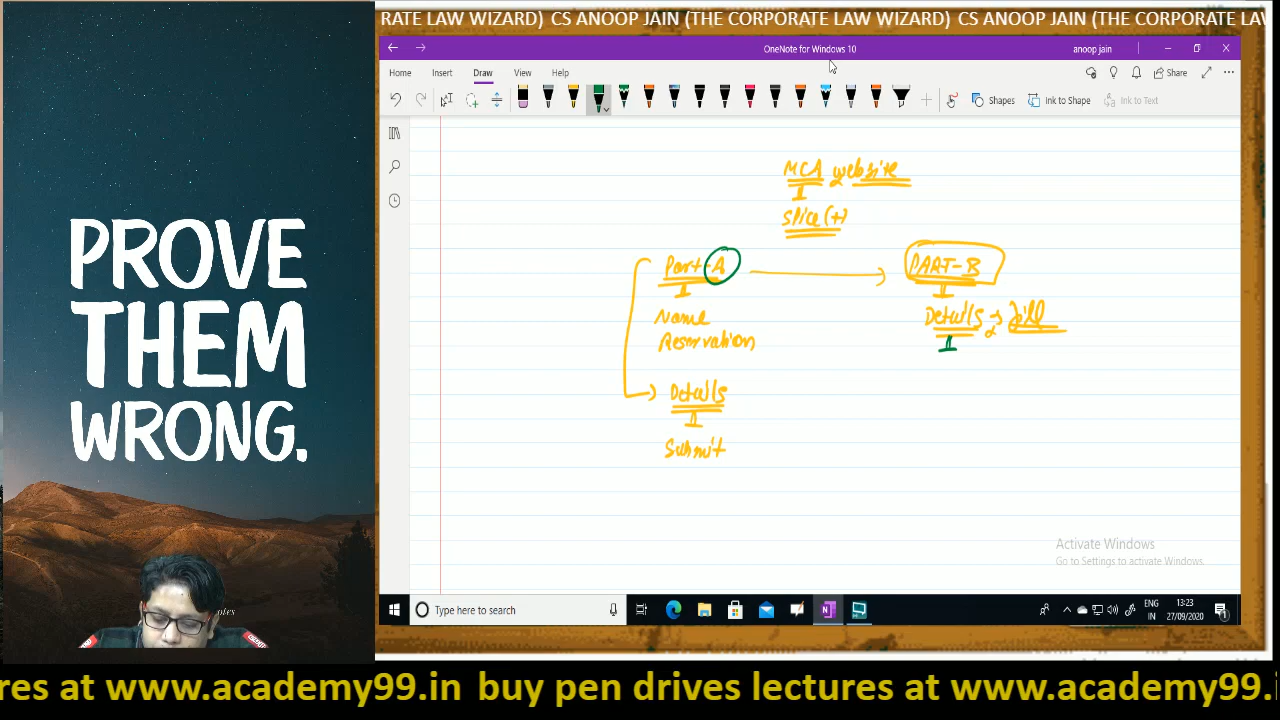 RATE LAW WIZARD) CS ANOOP JAIN (THE CORPORATE LAW WIZARD) CS ANOOP JAIN (THE CORPORATE LAW
OneNote for Windows 10
anoop jain
Home Insert Draw View Help
Share
Shapes Ink to Shape Ink to Text
MCA website
Spice (+)
Part-A
PART-B
Name
Reservation
Details → fill
Details
Submit
PROVE
THEM
WRONG.
otes
Activate Windows
Go to Settings to activate Windows.
Type here to search
ENG
IN
13:23
27/09/2020
1
res at www.academy99.in buy pen drives lectures at www.academy99.i